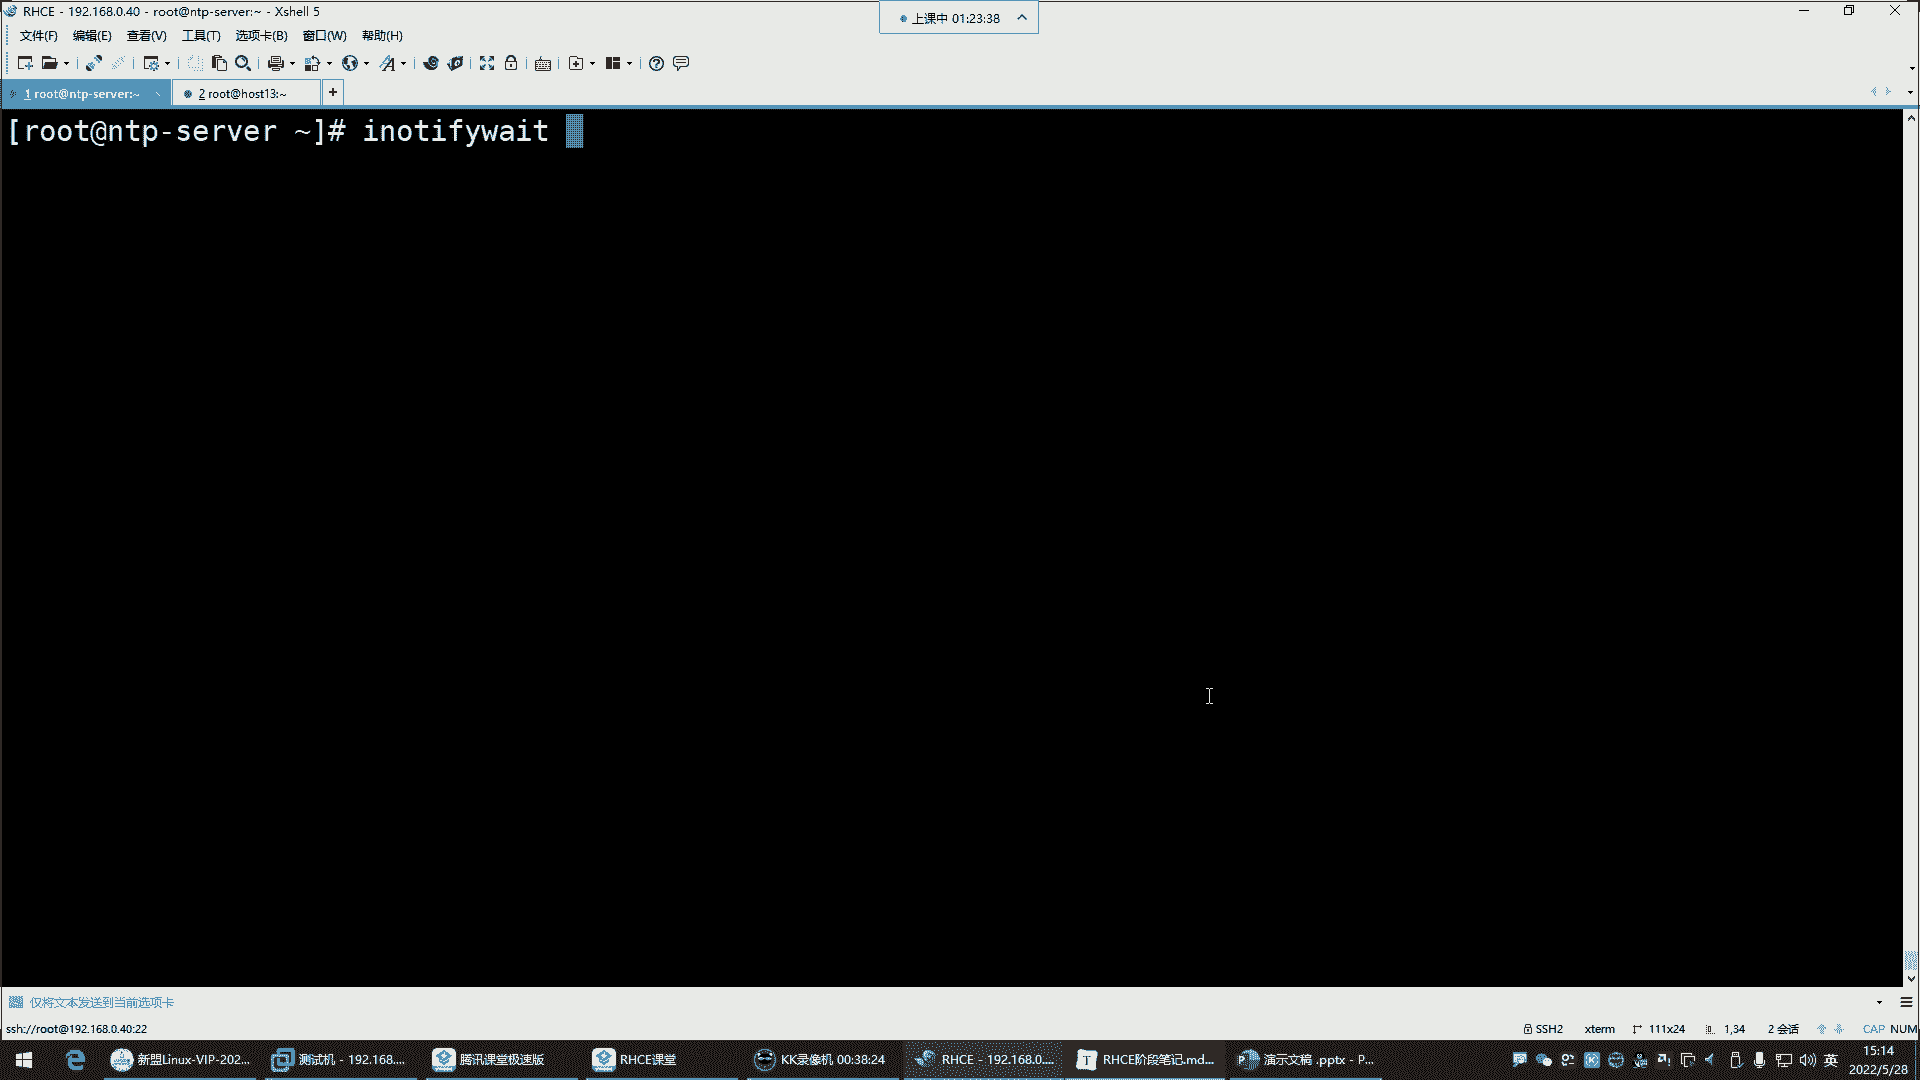 RHCE - 192.168.0.40 - root@ntp-server:~ - Xshell 5
上课中 01:23:38
文件(F) 编辑(E) 查看(V) 工具(T) 选项卡(B) 窗口(W) 帮助(H)
1 root@ntp-server:~ 2 root@host13:~ +
[root@ntp-server ~]# inotifywait
仅将文本发送到当前选项卡
ssh://root@192.168.0.40:22 SSH2 xterm 111x24 1,34 2 会话 CAP NUM
新盟Linux-VIP-202... 测试机 - 192.168.... 腾讯课堂极速版 RHCE课堂 KK录像机 00:38:24 RHCE - 192.168.0.... RHCE阶段笔记.md... 演示文稿 .pptx - P... 英 15:14
2022/5/28